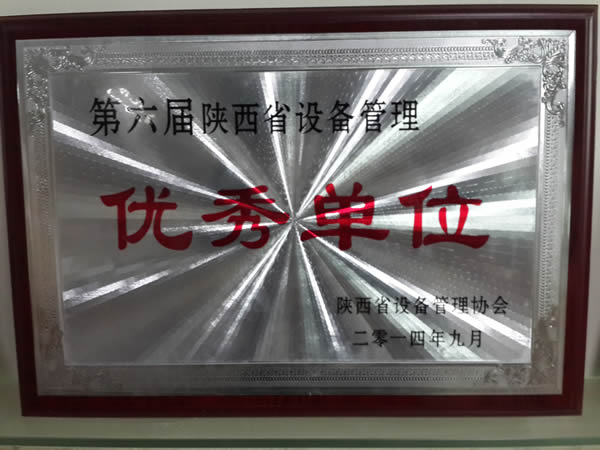 第六届陕西省设备管理
优秀单位
陕西省设备管理协会
二零一四年九月